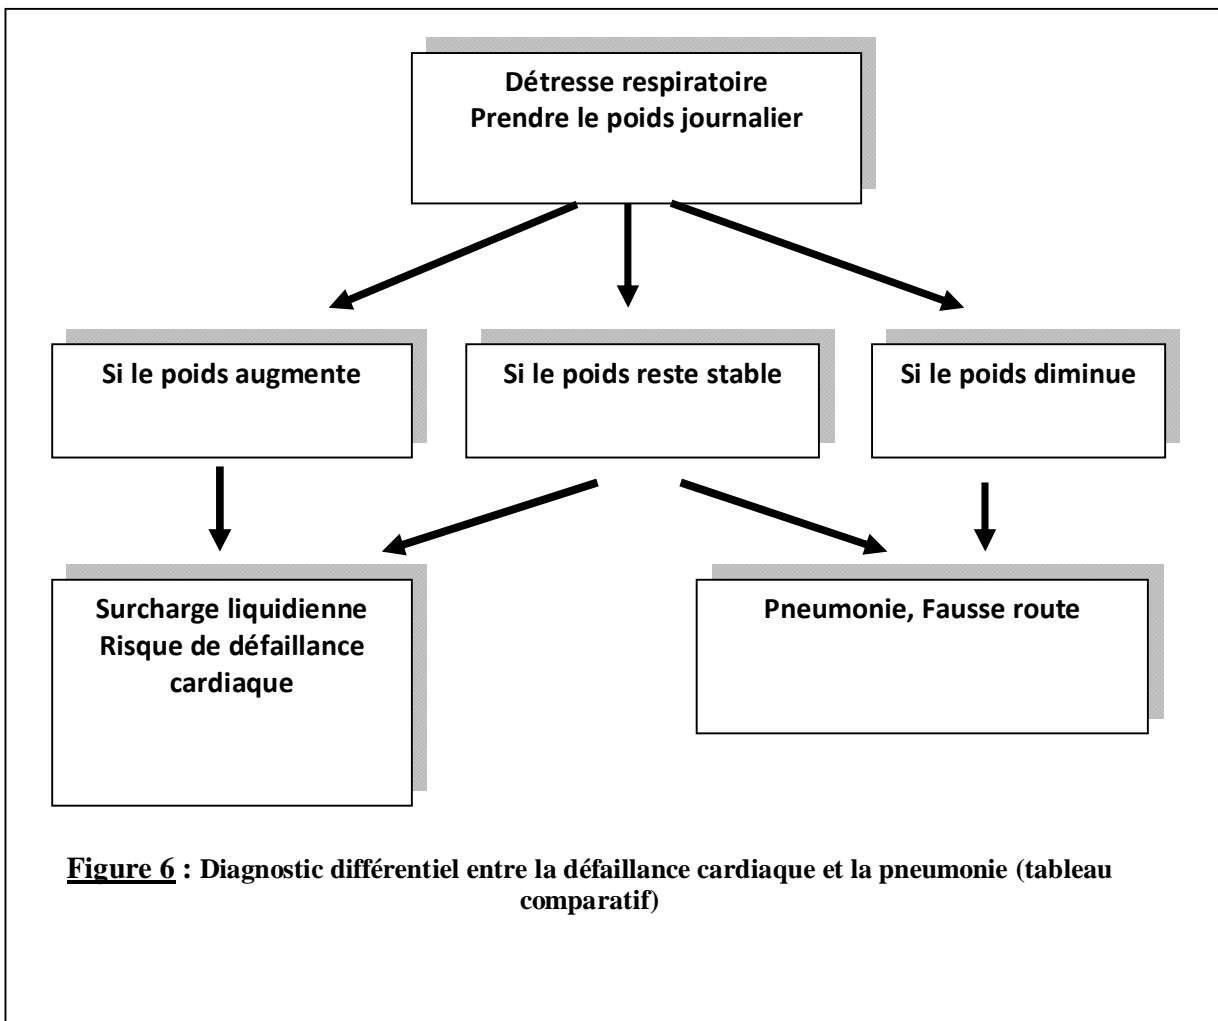 Détresse respiratoire
Prendre le poids journalier
Si le poids augmente
Si le poids reste stable
Si le poids diminue
Surcharge liquidienne
Risque de défaillance
cardiaque
Pneumonie, Fausse route
Figure 6 : Diagnostic différentiel entre la défaillance cardiaque et la pneumonie (tableau
comparatif)